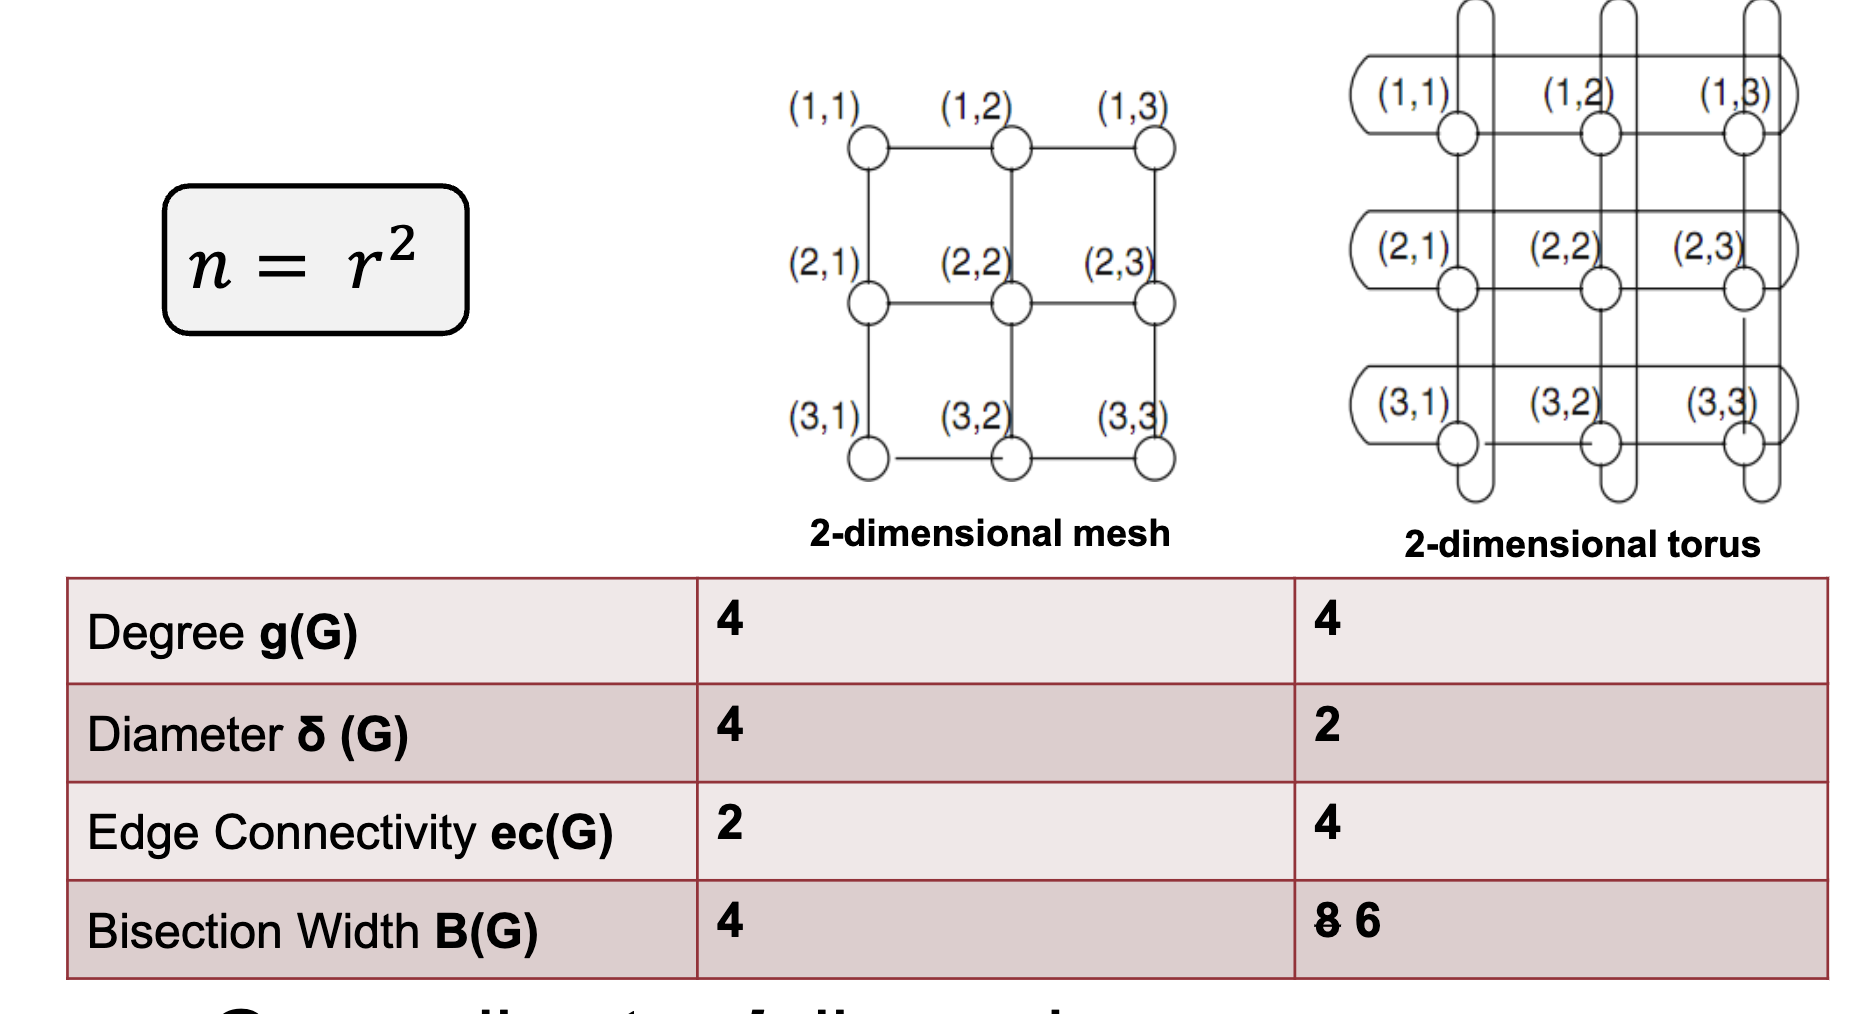 n = r²
(1,1) (1,2) (1,3)
(2,1) (2,2) (2,3)
(3,1) (3,2) (3,3)
2-dimensional mesh
(1,1) (1,2) (1,3)
(2,1) (2,2) (2,3)
(3,1) (3,2) (3,3)
2-dimensional torus
Degree g(G) 4 4
Diameter δ (G) 4 2
Edge Connectivity ec(G) 2 4
Bisection Width B(G) 4 8 6